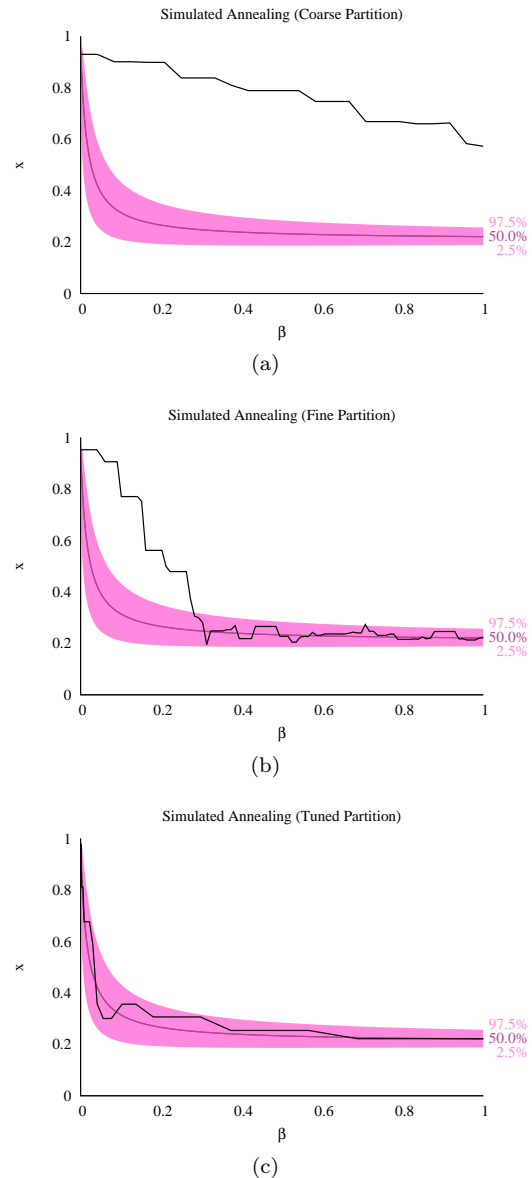 Simulated Annealing (Coarse Partition)
1
0.8
0.6
x
0.4
97.5%
0.2
50.0%
2.5%
0
0 0.2 0.4 0.6 0.8 1
β
(a)
Simulated Annealing (Fine Partition)
1
0.8
0.6
x
0.4
97.5%
0.2
50.0%
2.5%
0
0 0.2 0.4 0.6 0.8 1
β
(b)
Simulated Annealing (Tuned Partition)
1
0.8
0.6
x
0.4
97.5%
0.2
50.0%
2.5%
0
0 0.2 0.4 0.6 0.8 1
β
(c)